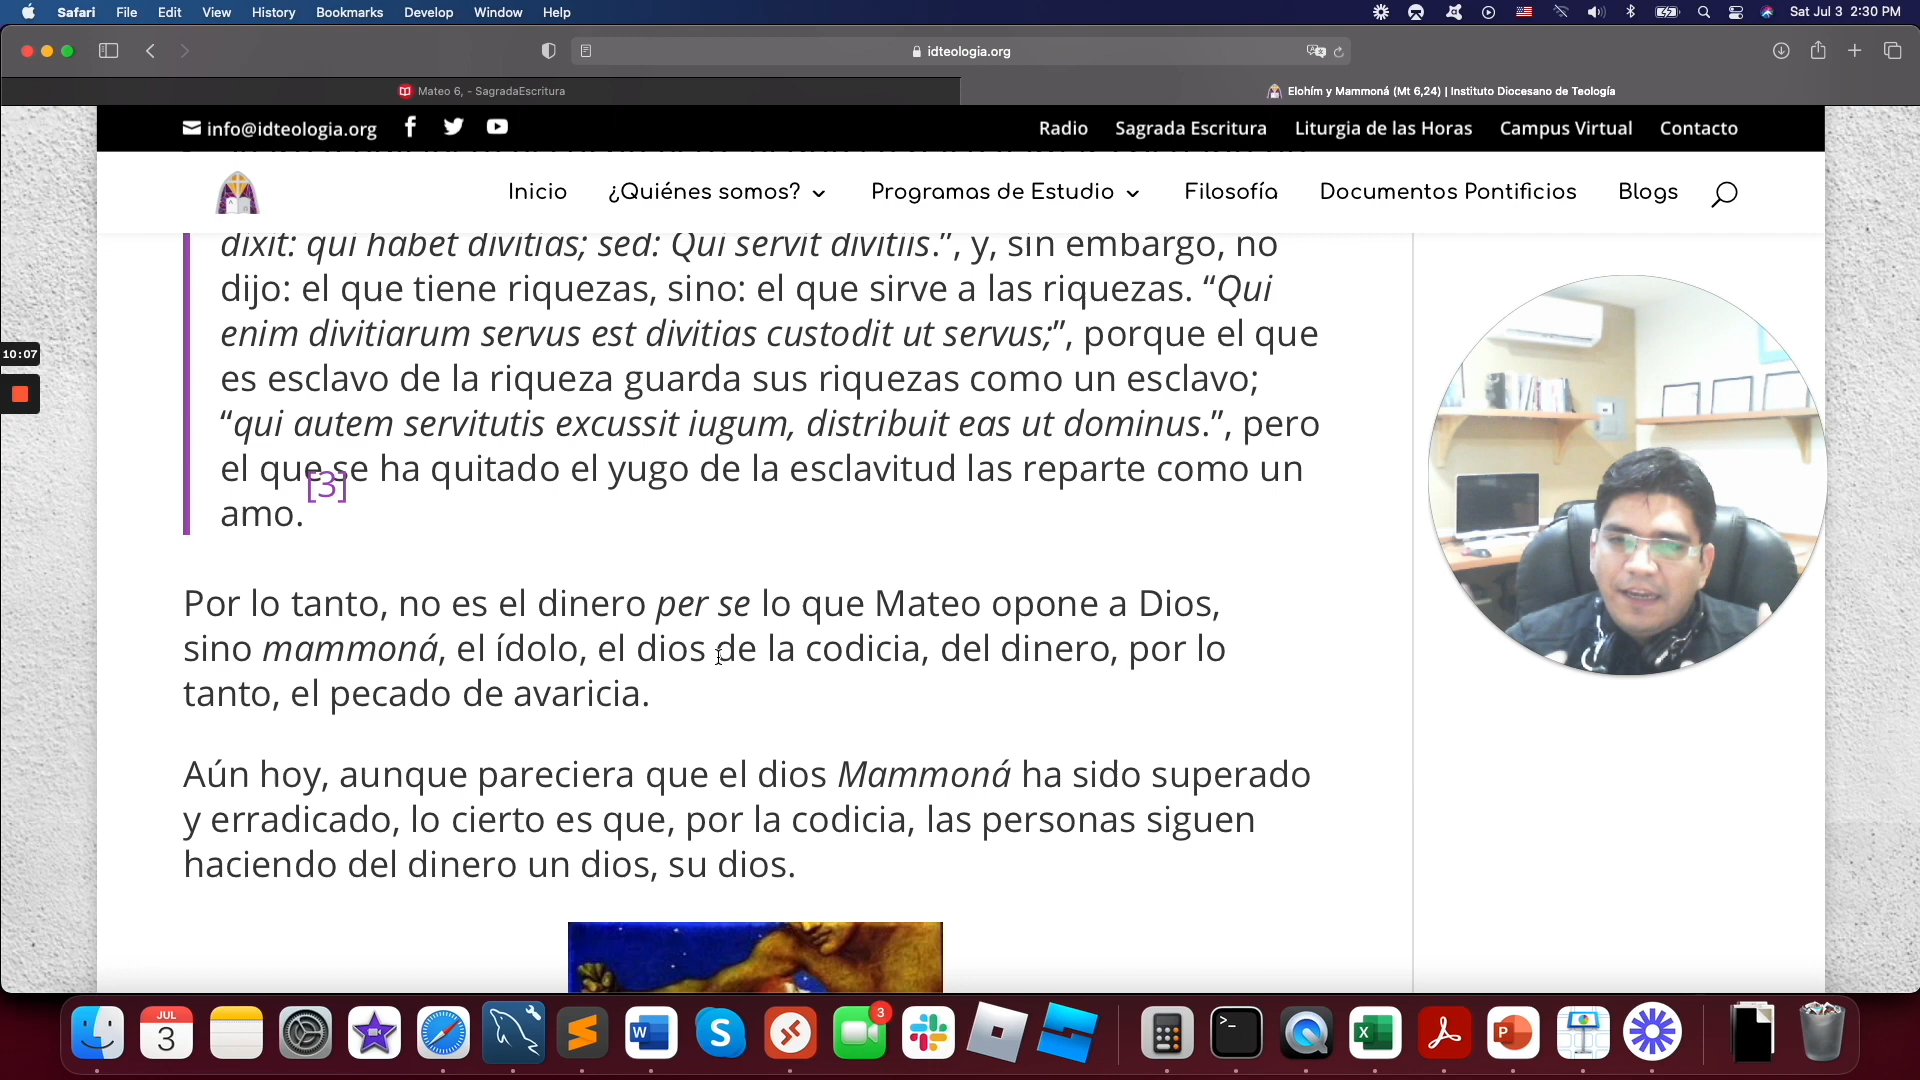 Safari File Edit View History Bookmarks Develop Window Help Sat Jul 3 2:30 PM
idteologia.org
Mateo 6, - SagradaEscritura
Elohím y Mammoná (Mt 6,24) | Instituto Diocesano de Teología
info@idteologia.org
Radio Sagrada Escritura Liturgia de las Horas Campus Virtual Contacto
Inicio ¿Quiénes somos? Programas de Estudio Filosofía Documentos Pontificios Blogs
dixit: qui habet divitias; sed: Qui servit divitiis.”, y, sin embargo, no
dijo: el que tiene riquezas, sino: el que sirve a las riquezas. “Qui
10:07
enim divitiarum servus est divitias custodit ut servus;”, porque el que
es esclavo de la riqueza guarda sus riquezas como un esclavo;
“qui autem servitutis excussit iugum, distribuit eas ut dominus.”, pero
el que se ha quitado el yugo de la esclavitud las reparte como un
amo.[3]
Por lo tanto, no es el dinero per se lo que Mateo opone a Dios,
sino mammoná, el ídolo, el dios de la codicia, del dinero, por lo
tanto, el pecado de avaricia.
Aún hoy, aunque pareciera que el dios Mammoná ha sido superado
y erradicado, lo cierto es que, por la codicia, las personas siguen
haciendo del dinero un dios, su dios.
JUL
3
W
S
3
>_
X
P